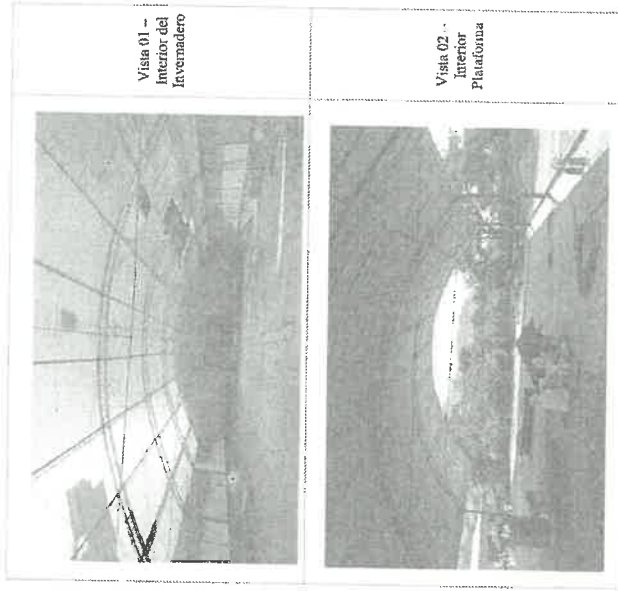 Vista 01 –
Interior del
Invernadero
Vista 02 –
Interior
Plataforma